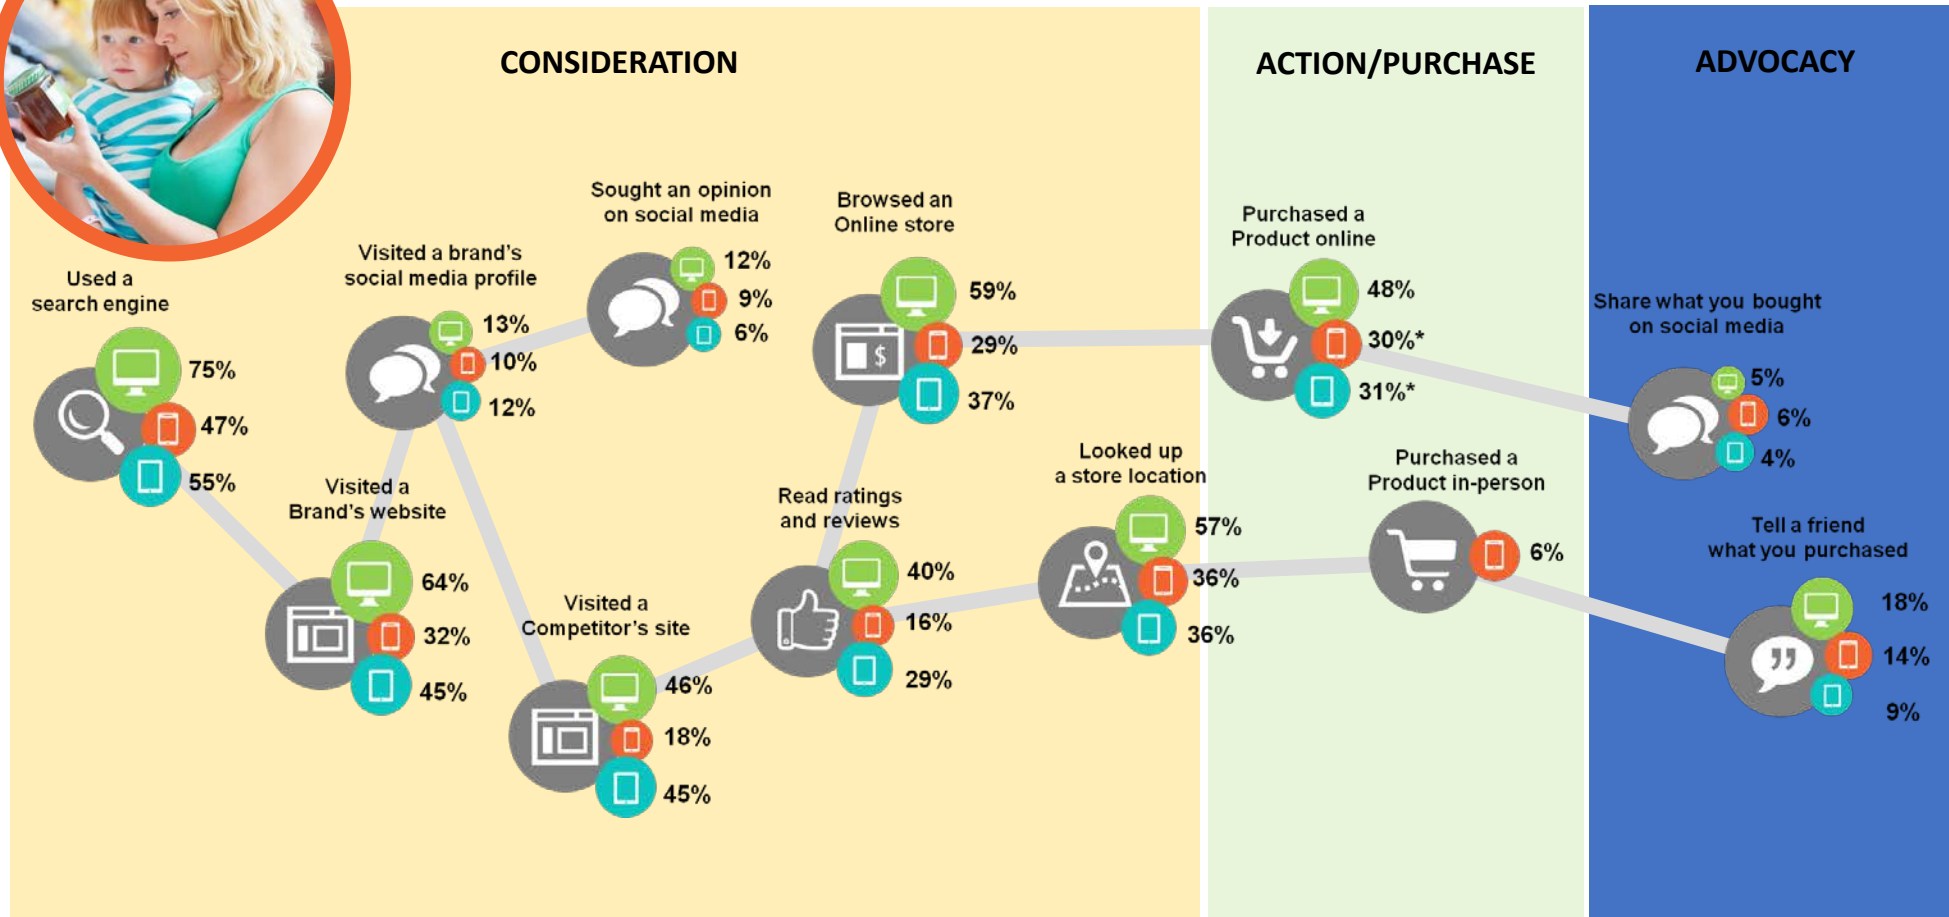 CONSIDERATION
ACTION/PURCHASE
ADVOCACY
Used a
search engine
75%
47%
55%
Visited a brand's
social media profile
13%
10%
12%
Sought an opinion
on social media
12%
9%
6%
Browsed an
Online store
59%
29%
37%
Visited a
Brand's website
64%
32%
45%
Visited a
Competitor's site
46%
18%
45%
Read ratings
and reviews
40%
16%
29%
Looked up
a store location
57%
36%
36%
Purchased a
Product online
48%
30%*
31%*
Purchased a
Product in-person
6%
Share what you bought
on social media
5%
6%
4%
Tell a friend
what you purchased
18%
14%
9%
$